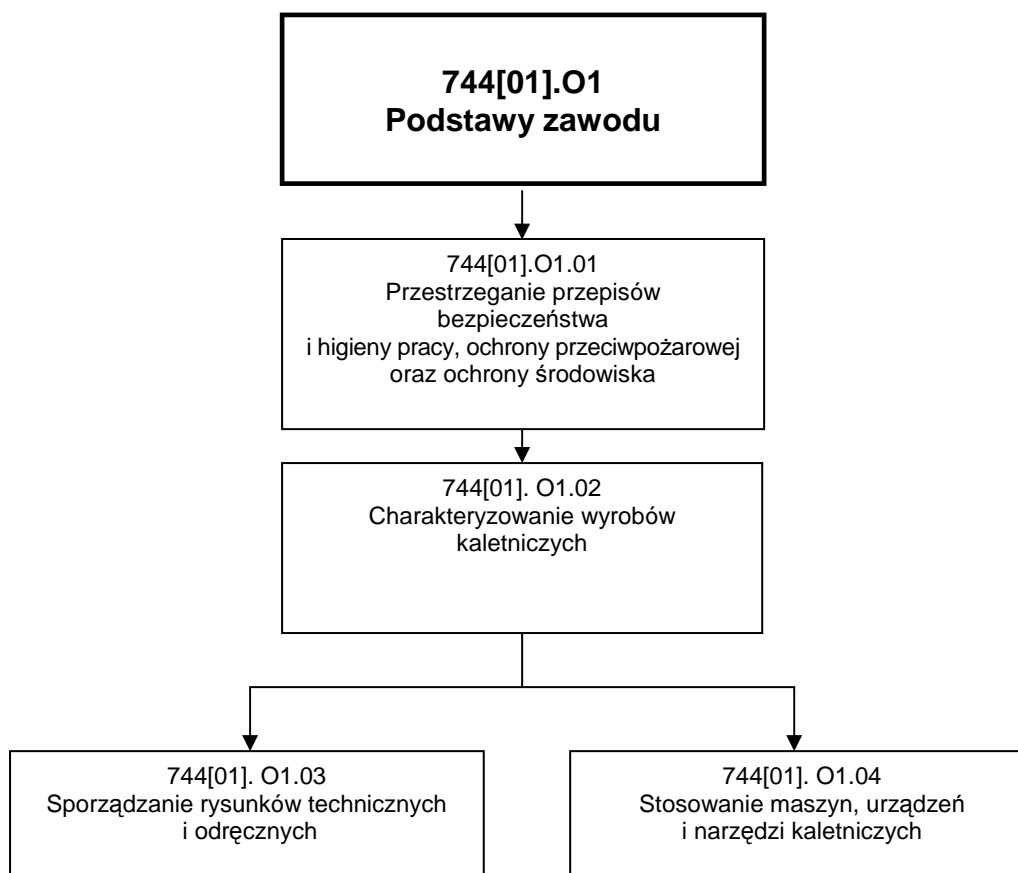 744[01].O1
Podstawy zawodu
744[01].O1.01
Przestrzeganie przepisów
bezpieczeństwa
i higieny pracy, ochrony przeciwpożarowej
oraz ochrony środowiska
744[01]. O1.02
Charakteryzowanie wyrobów
kaletniczych
744[01]. O1.03
Sporządzanie rysunków technicznych
i odręcznych
744[01]. O1.04
Stosowanie maszyn, urządzeń
i narzędzi kaletniczych